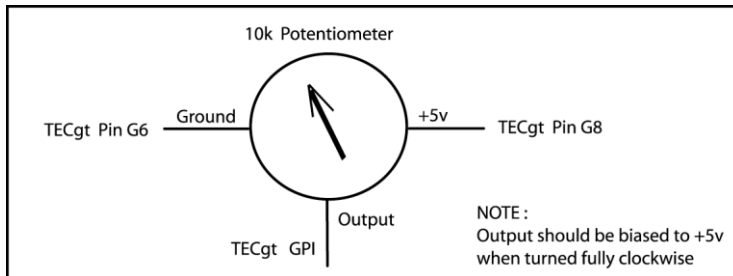 10k Potentiometer
Ground
+5v
TECgt Pin G6
TECgt Pin G8
Output
TECgt GPI
NOTE :
Output should be biased to +5v
when turned fully clockwise